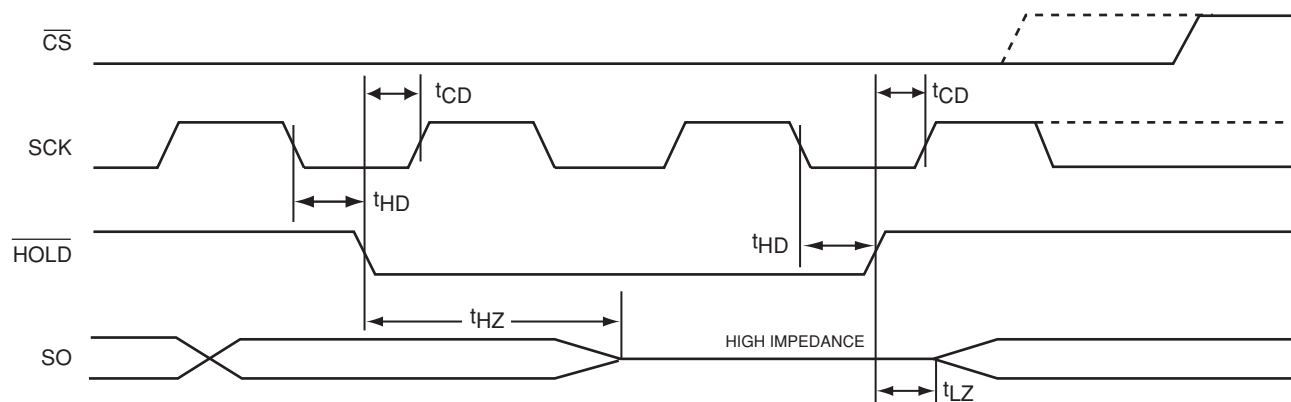 CS
tCD
tCD
SCK
tHD
HOLD
tHD
tHZ
HIGH IMPEDANCE
SO
tLZ